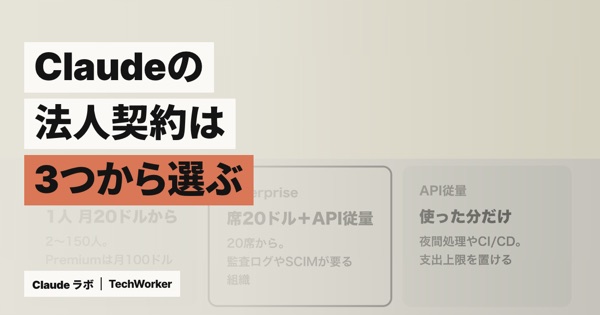 Claudeの
法人契約は
3つから選ぶ
erprise
API従量
1人 月20ドルから
席20ドル＋API従量
使った分だけ
2〜150人。
Premiumは月100ドル
20席から。
監査ログやSCIMが要る
組織
夜間処理やCI/CD。
支出上限を置ける
Claude ラボ | TechWorker